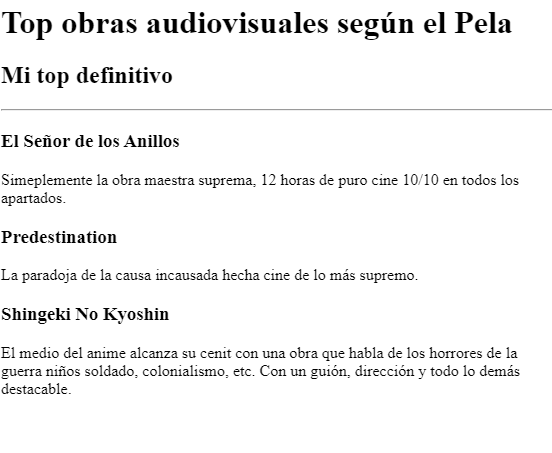 Top obras audiovisuales según el Pela
Mi top definitivo
El Señor de los Anillos
Simeplemente la obra maestra suprema, 12 horas de puro cine 10/10 en todos los
apartados.
Predestination
La paradoja de la causa incausada hecha cine de lo más supremo.
Shingeki No Kyoshin
El medio del anime alcanza su cenit con una obra que habla de los horrores de la
guerra niños soldado, colonialismo, etc. Con un guión, dirección y todo lo demás
destacable.